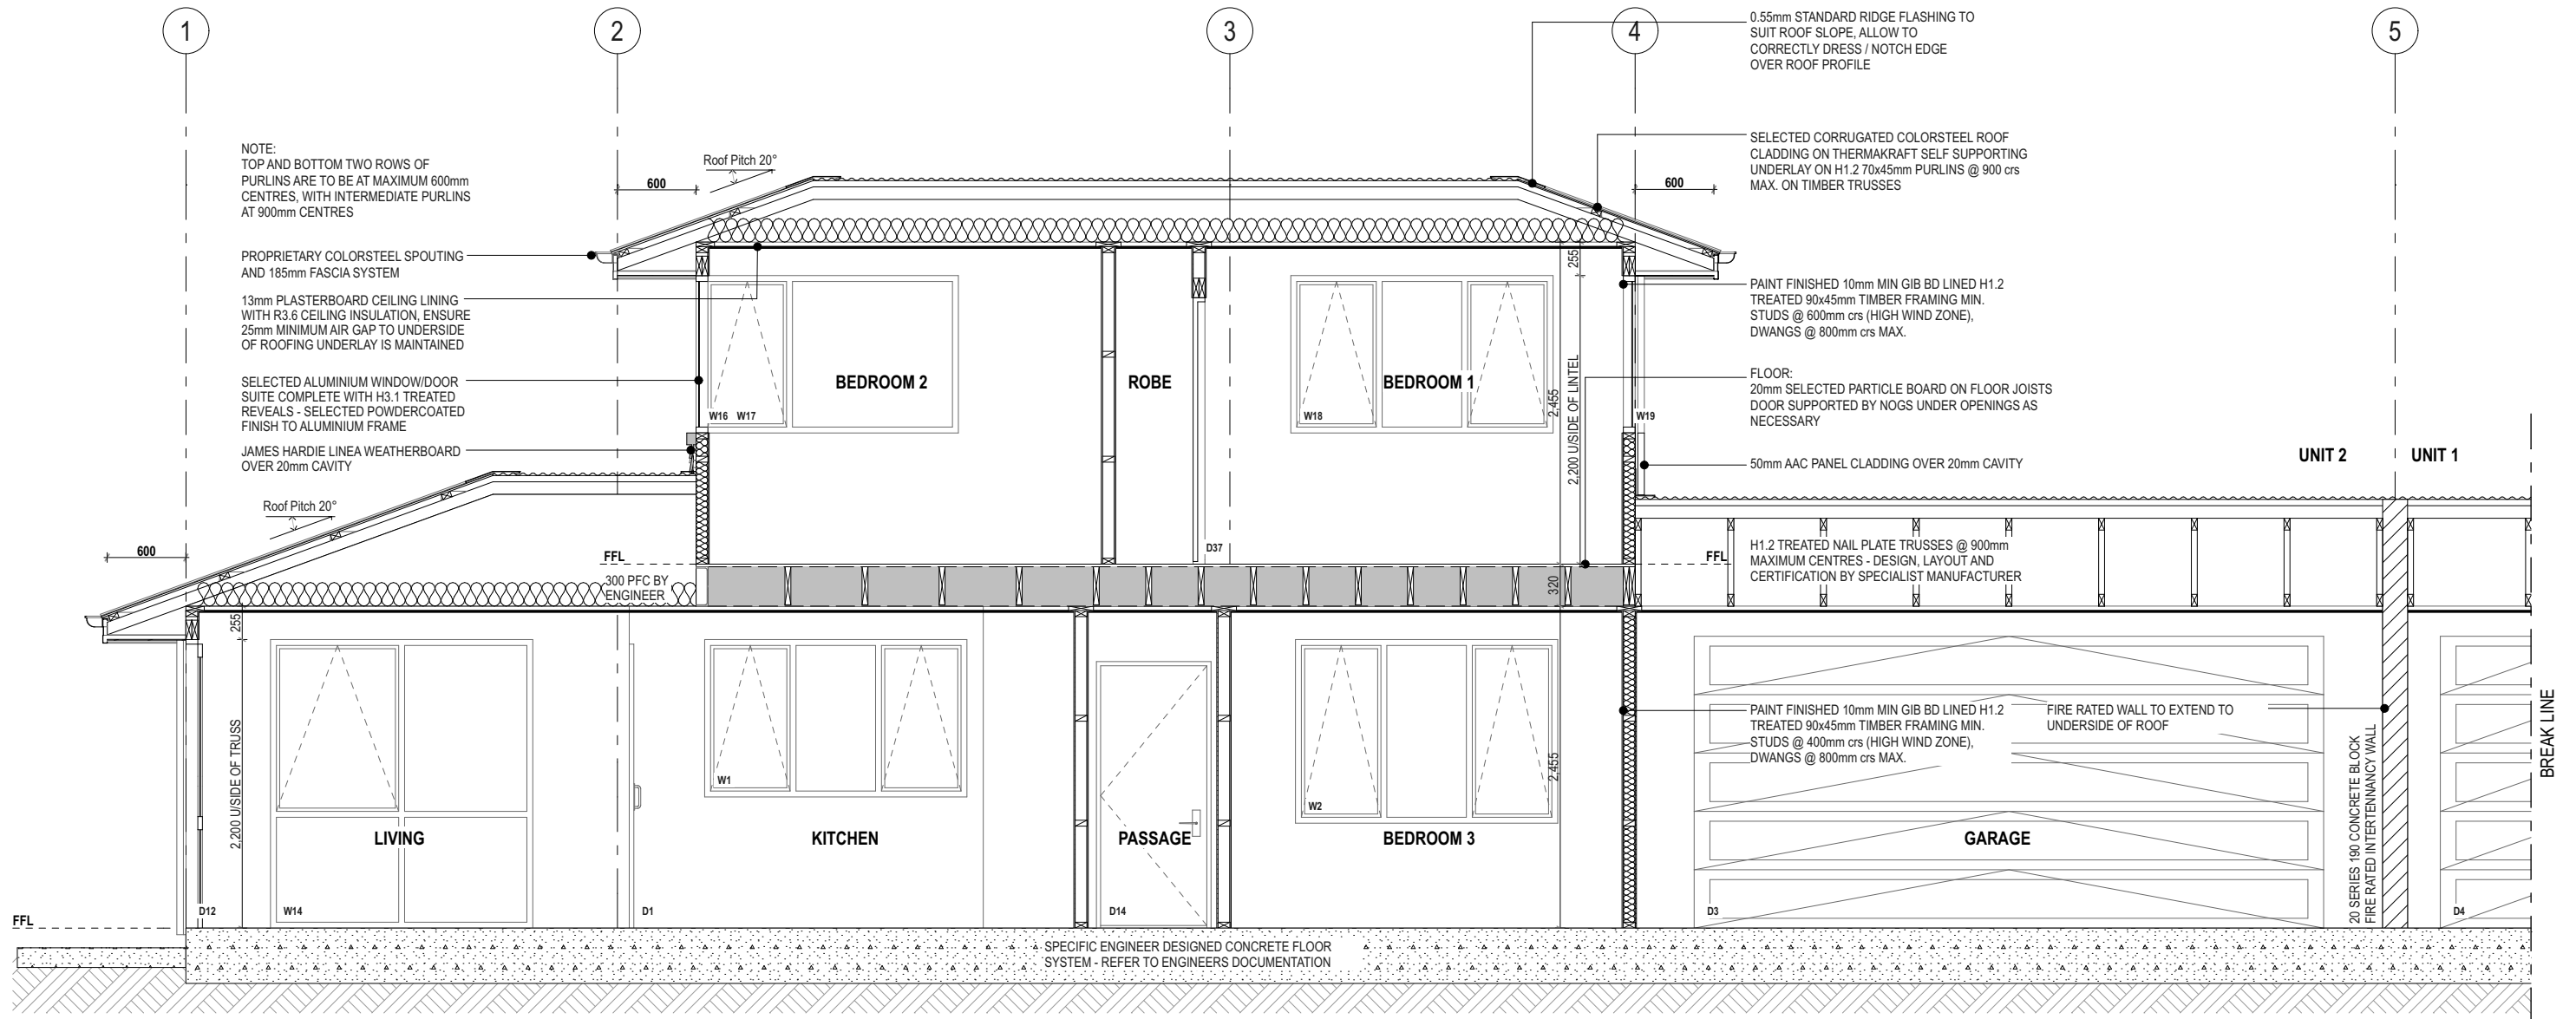 1
2
3
4
5
0.55mm STANDARD RIDGE FLASHING TO
SUIT ROOF SLOPE, ALLOW TO
CORRECTLY DRESS / NOTCH EDGE
OVER ROOF PROFILE
NOTE:
TOP AND BOTTOM TWO ROWS OF
PURLINS ARE TO BE AT MAXIMUM 600mm
CENTRES, WITH INTERMEDIATE PURLINS
AT 900mm CENTRES
Roof Pitch 20°
600
SELECTED CORRUGATED COLORSTEEL ROOF
CLADDING ON THERMAKRAFT SELF SUPPORTING
UNDERLAY ON H1.2 70x45mm PURLINS @ 900 crs
MAX. ON TIMBER TRUSSES
600
PROPRIETARY COLORSTEEL SPOUTING
AND 185mm FASCIA SYSTEM
13mm PLASTERBOARD CEILING LINING
WITH R3.6 CEILING INSULATION, ENSURE
25mm MINIMUM AIR GAP TO UNDERSIDE
OF ROOFING UNDERLAY IS MAINTAINED
SELECTED ALUMINIUM WINDOW/DOOR
SUITE COMPLETE WITH H3.1 TREATED
REVEALS - SELECTED POWDERCOATED
FINISH TO ALUMINIUM FRAME
JAMES HARDIE LINEA WEATHERBOARD
OVER 20mm CAVITY
BEDROOM 2
W16 W17
ROBE
D37
BEDROOM 1
W18
255
2,455
2,200 U/SIDE OF LINTEL
PAINT FINISHED 10mm MIN GIB BD LINED H1.2
TREATED 90x45mm TIMBER FRAMING MIN.
STUDS @ 600mm crs (HIGH WIND ZONE),
DWANGS @ 800mm crs MAX.
FLOOR:
20mm SELECTED PARTICLE BOARD ON FLOOR JOISTS
DOOR SUPPORTED BY NOGS UNDER OPENINGS AS
NECESSARY
W19
50mm AAC PANEL CLADDING OVER 20mm CAVITY
UNIT 2
UNIT 1
Roof Pitch 20°
600
FFL
300 PFC BY
ENGINEER
FFL
320
H1.2 TREATED NAIL PLATE TRUSSES @ 900mm
MAXIMUM CENTRES - DESIGN, LAYOUT AND
CERTIFICATION BY SPECIALIST MANUFACTURER
255
2,200 U/SIDE OF TRUSS
LIVING
D12
W14
KITCHEN
W1
D1
PASSAGE
D14
BEDROOM 3
W2
2,455
PAINT FINISHED 10mm MIN GIB BD LINED H1.2
TREATED 90x45mm TIMBER FRAMING MIN.
STUDS @ 400mm crs (HIGH WIND ZONE),
DWANGS @ 800mm crs MAX.
FIRE RATED WALL TO EXTEND TO
UNDERSIDE OF ROOF
GARAGE
D3
20 SERIES 190 CONCRETE BLOCK
FIRE RATED INTERTENNANCY WALL
D4
BREAK LINE
FFL
SPECIFIC ENGINEER DESIGNED CONCRETE FLOOR
SYSTEM - REFER TO ENGINEERS DOCUMENTATION